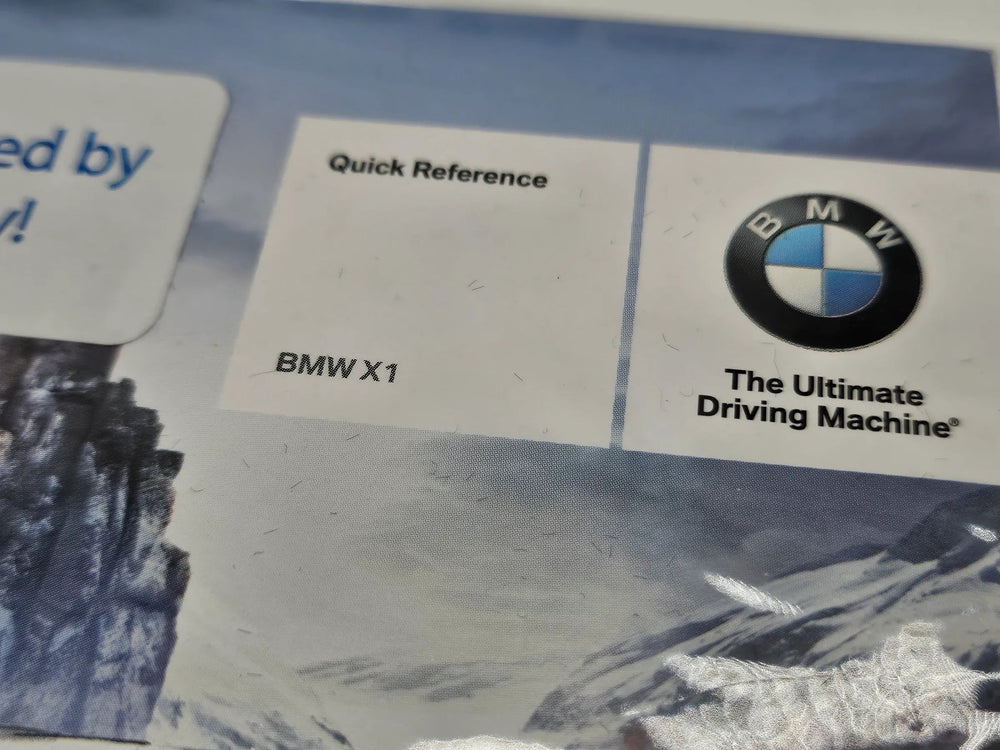 ed by
y!
Quick Reference
BMW X1
BMW
The Ultimate
Driving Machine®